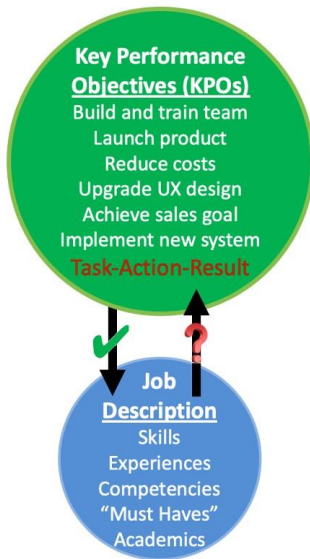 Key Performance
Objectives (KPOs)
Build and train team
Launch product
Reduce costs
Upgrade UX design
Achieve sales goal
Implement new system
Task-Action-Result
?
Job
Description
Skills
Experiences
Competencies
“Must Haves”
Academics